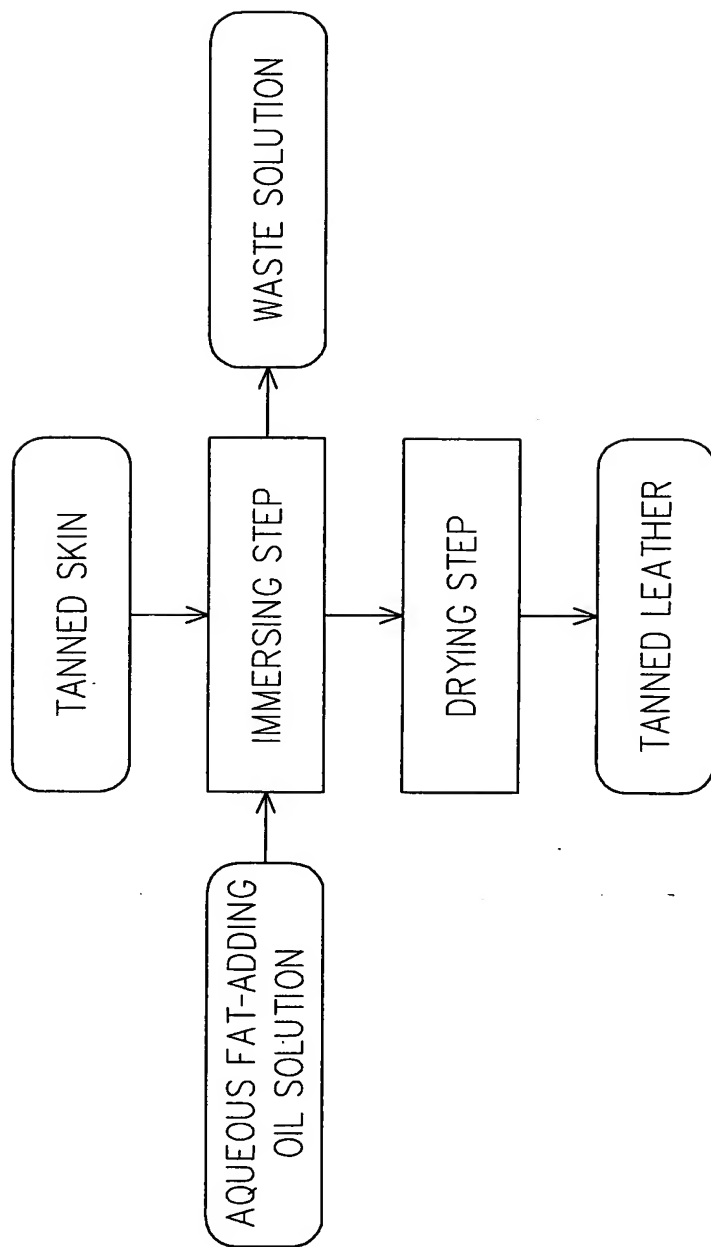 TANNED SKIN
AQUEOUS FAT-ADDING
OIL SOLUTION
IMMERSING STEP
WASTE SOLUTION
DRYING STEP
TANNED LEATHER